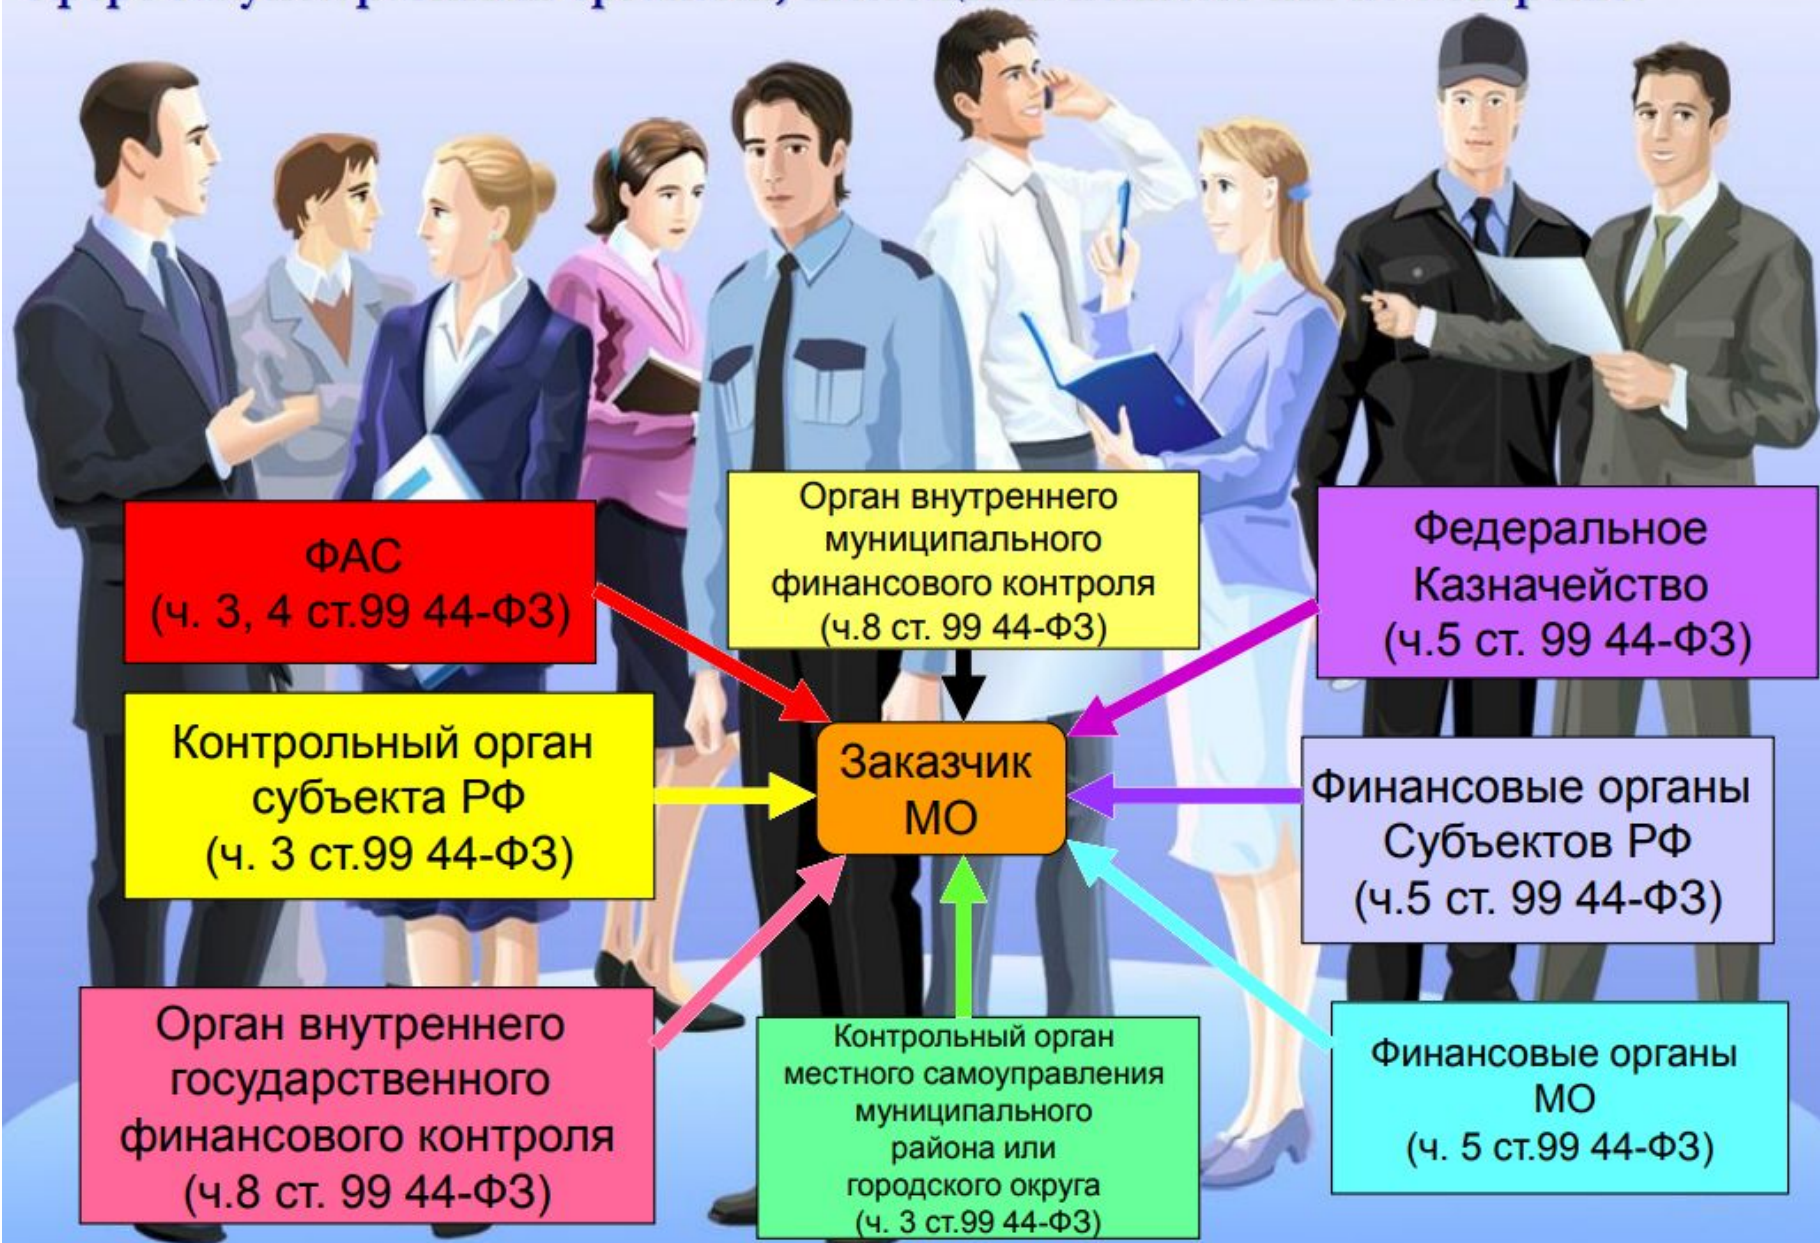 ФАС
(ч. 3, 4 ст.99 44-ФЗ)
Орган внутреннего
муниципального
финансового контроля
(ч.8 ст. 99 44-ФЗ)
Федеральное
Казначейство
(ч.5 ст. 99 44-ФЗ)
Контрольный орган
субъекта РФ
(ч. 3 ст.99 44-ФЗ)
Заказчик
МО
Финансовые органы
Субъектов РФ
(ч.5 ст. 99 44-ФЗ)
Орган внутреннего
государственного
финансового контроля
(ч.8 ст. 99 44-ФЗ)
Контрольный орган
местного самоуправления
муниципального
района или
городского округа
(ч. 3 ст.99 44-ФЗ)
Финансовые органы
МО
(ч. 5 ст.99 44-ФЗ)